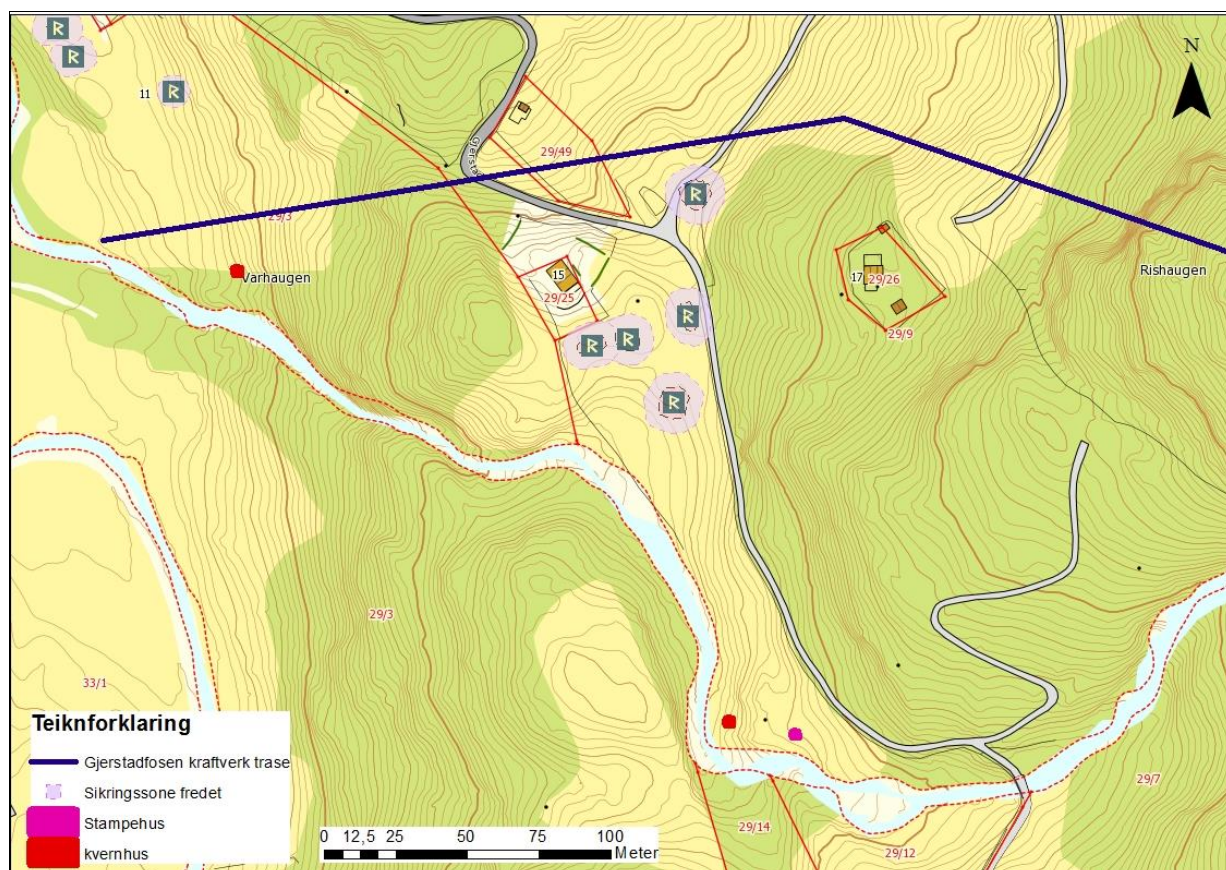 N
11
Gjersta
29/49
29/3
Varhaugen
15
29/25
17
29/26
29/9
Rishaugen
29/3
33/1
29/7
29/14
29/12
Teiknforklaring
Gjerstadfosen kraftverk trase
Sikringssone fredet
Stampehus
kvernhus
0 12,5 25 50 75 100
Meter